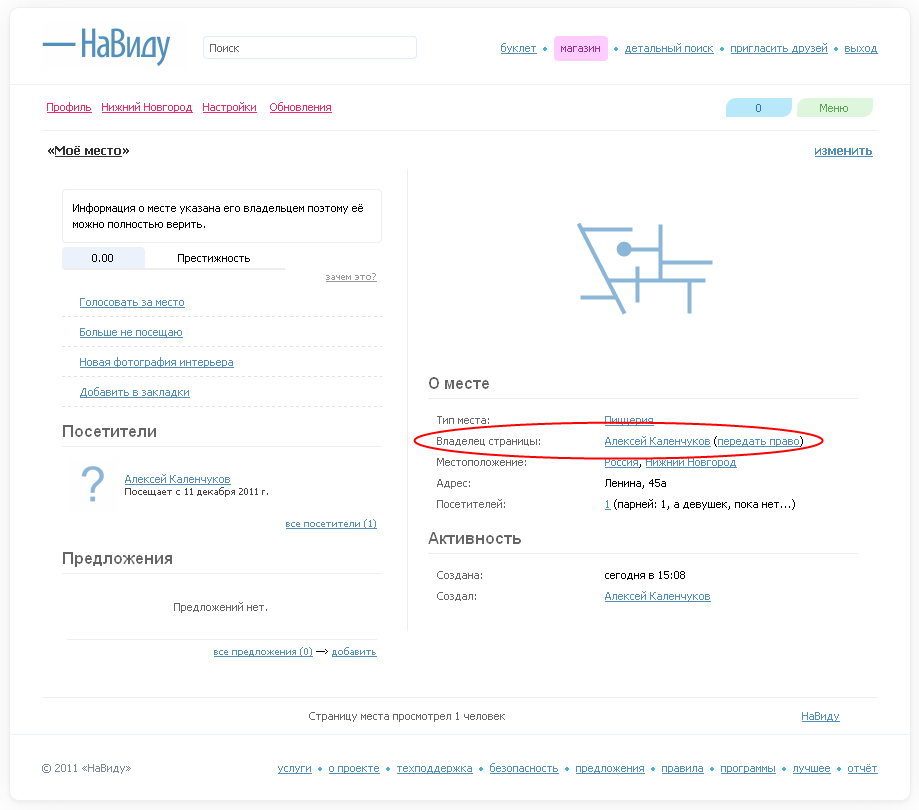 НаВиду
Поиск
буклет • магазин • детальный поиск • пригласить друзей • выход
Профиль Нижний Новгород Настройки Обновления
0 Меню
«Моё место»
изменить
Информация о месте указана его владельцем поэтому её
можно полностью верить.
0.00 Престижность
зачем это?
Голосовать за место
Больше не посещаю
Новая фотография интерьера
Добавить в закладки
Посетители
?
Алексей Каленчуков
Посещает с 11 декабря 2011 г.
все посетители (1)
Предложения
Предложений нет.
все предложения (0) → добавить
О месте
Тип места: Пиццерия
Владелец страницы: Алексей Каленчуков (передать право)
Местоположение: Россия, Нижний Новгород
Адрес: Ленина, 45а
Посетителей: 1 (парней: 1, а девушек, пока нет...)
Активность
Создана: сегодня в 15:08
Создал: Алексей Каленчуков
Страницу места просмотрел 1 человек
НаВиду
© 2011 «НаВиду»
услуги • о проекте • техподдержка • безопасность • предложения • правила • программы • лучшее • отчёт